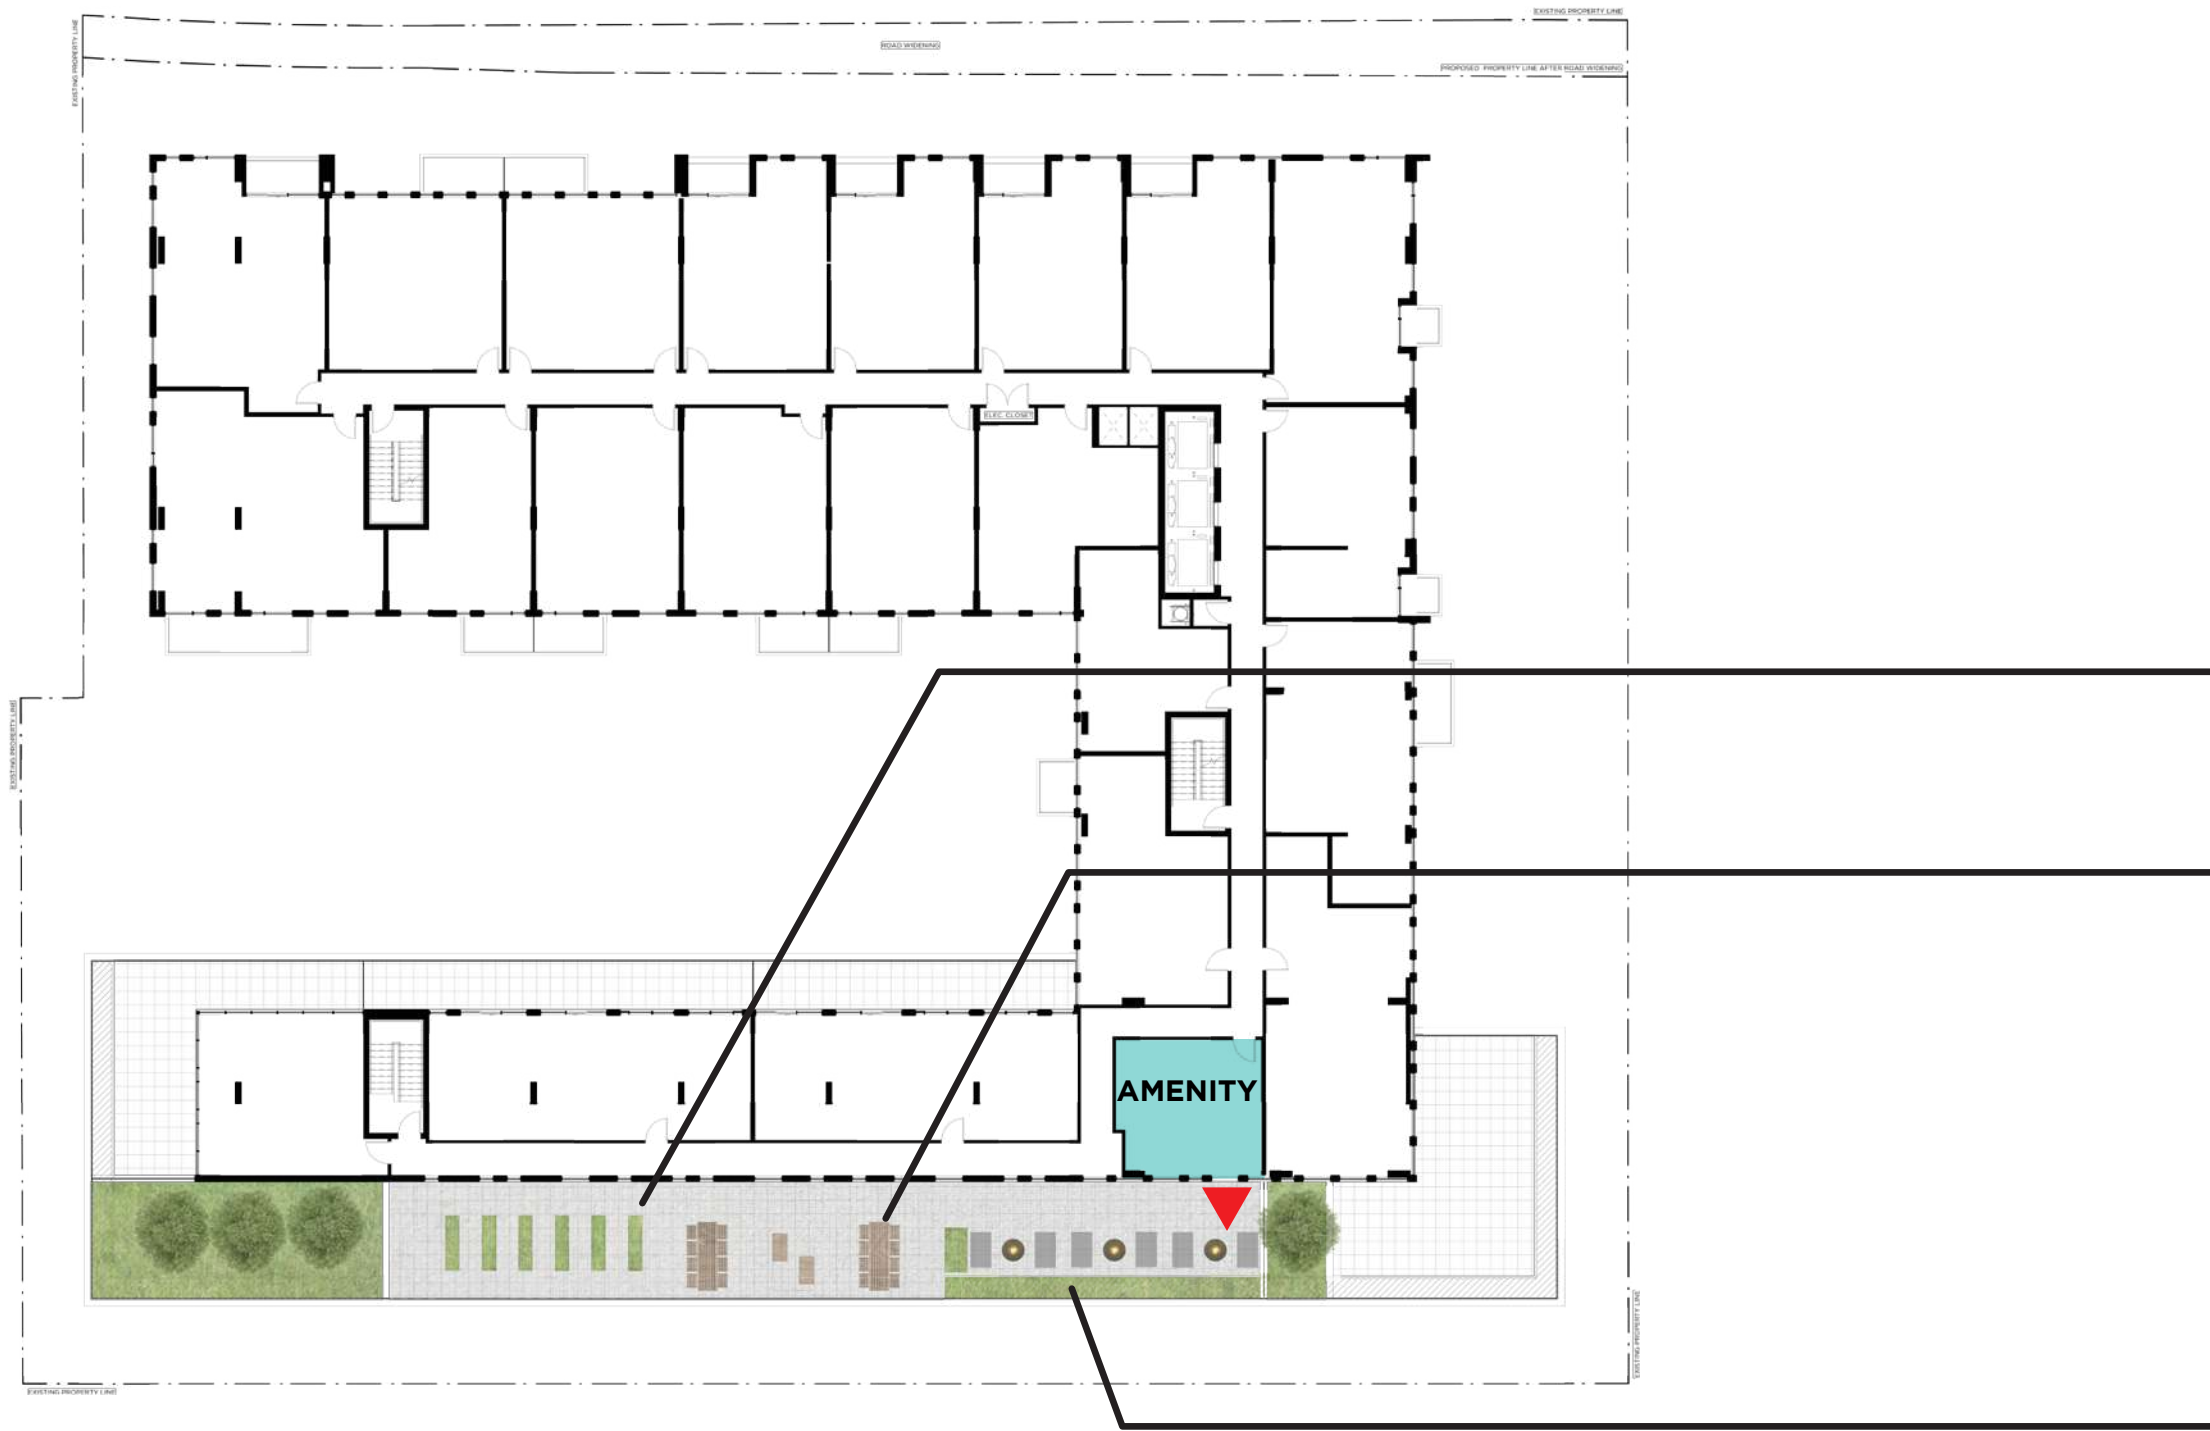 EXISTING PROPERTY LINE
EXISTING PROPERTY LINE
ROAD WIDENING
PROPOSED PROPERTY LINE AFTER ROAD WIDENING
ELEC. CLOSET
EXISTING PROPERTY LINE
AMENITY
EXISTING PROPERTY LINE
EXISTING PROPERTY LINE